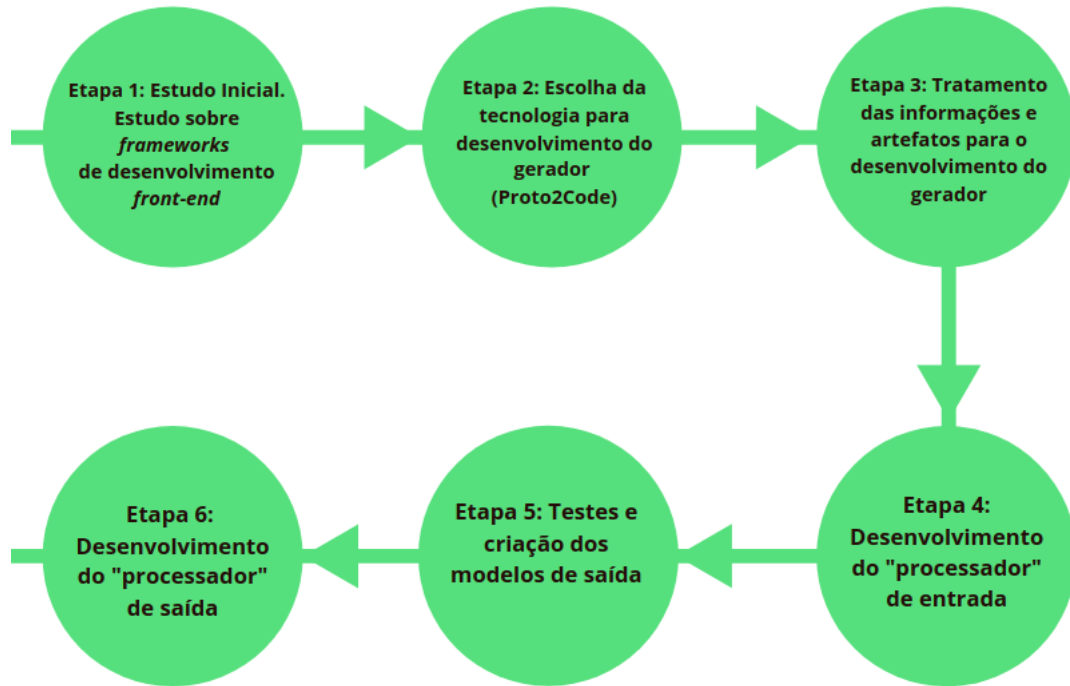 Etapa 1: Estudo Inicial.
Estudo sobre
frameworks
de desenvolvimento
front-end
Etapa 2: Escolha da
tecnologia para
desenvolvimento do
gerador
(Proto2Code)
Etapa 3: Tratamento
das informações e
artefatos para o
desenvolvimento do
gerador
Etapa 4:
Desenvolvimento
do "processador"
de entrada
Etapa 5: Testes e
criação dos
modelos de saída
Etapa 6:
Desenvolvimento
do "processador"
de saída